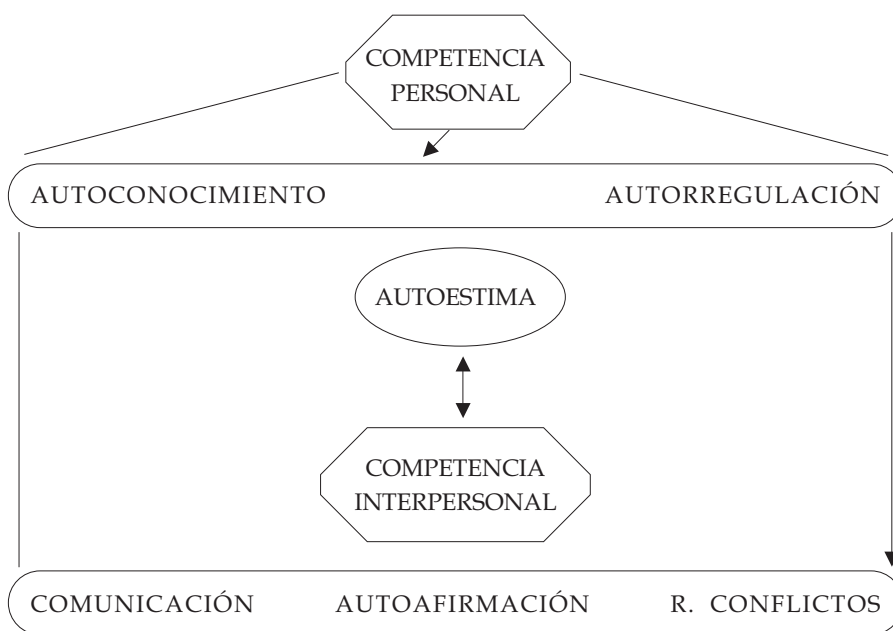 COMPETENCIA
PERSONAL
AUTOCONOCIMIENTO AUTORREGULACIÓN
AUTOESTIMA
COMPETENCIA
INTERPERSONAL
COMUNICACIÓN AUTOAFIRMACIÓN R. CONFLICTOS